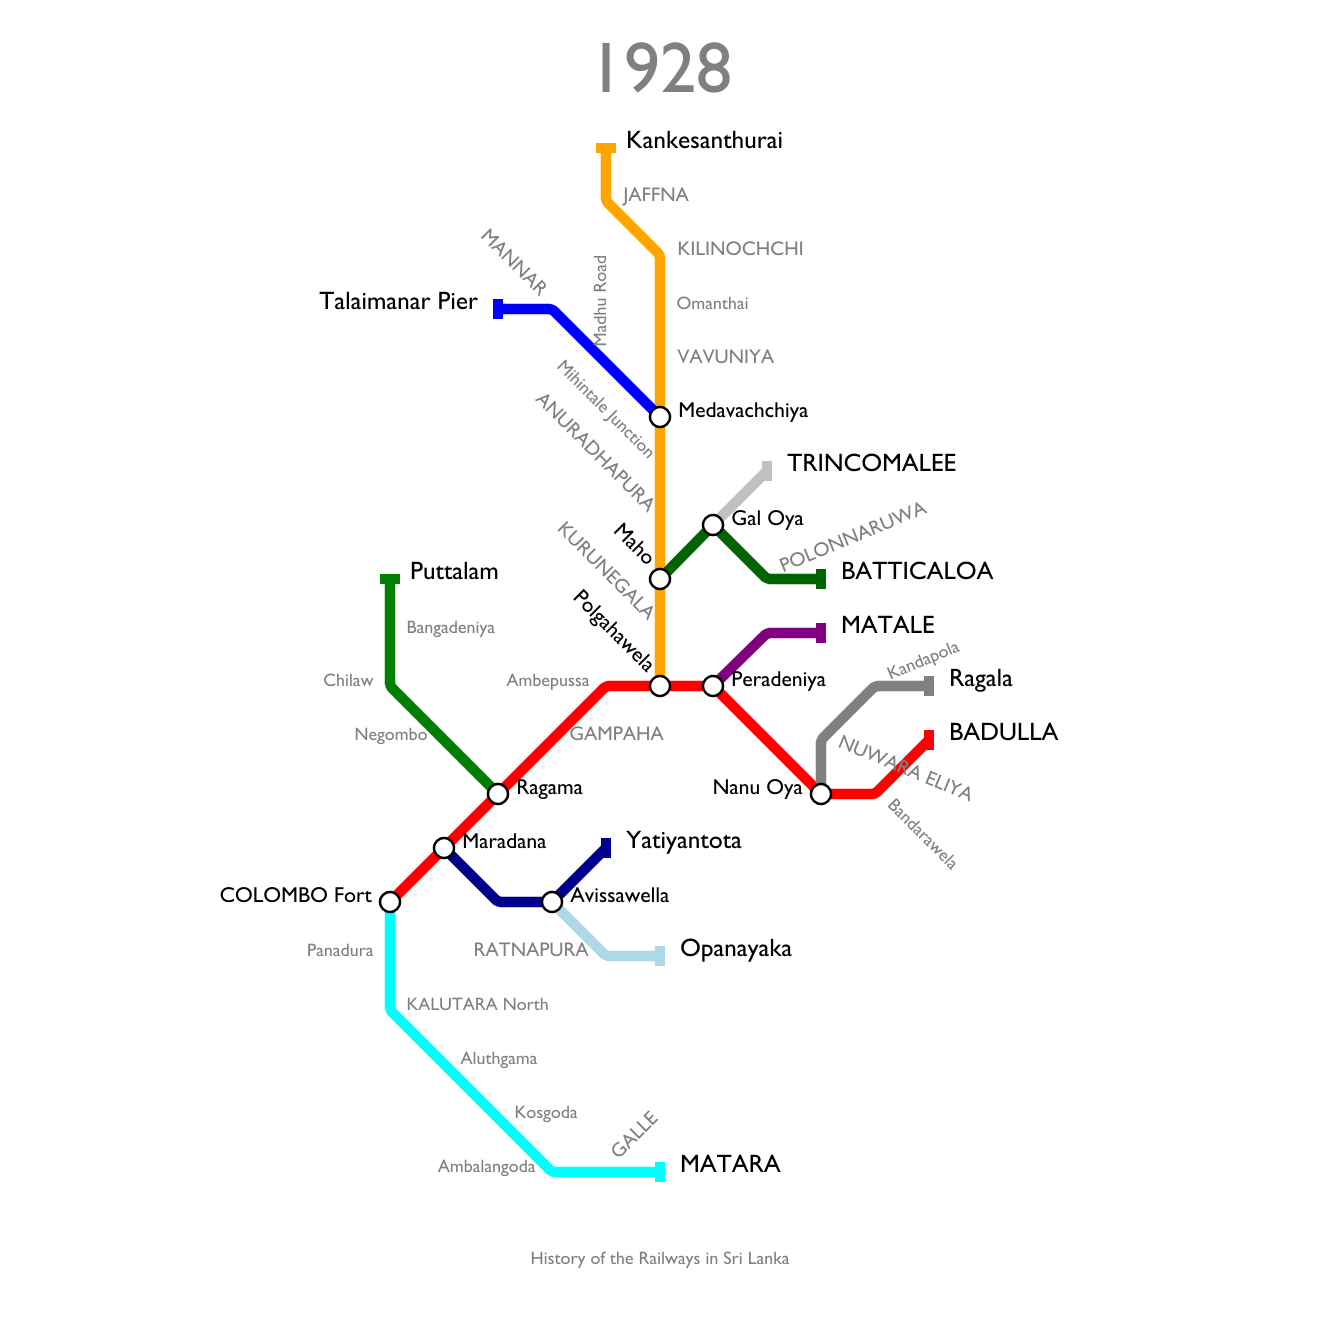 1928
Kankesanthurai
JAFFNA
MANNAR
KILINOCHCHI
Madhu Road
Talaimanar Pier
Omanthai
VAVUNIYA
Mihintale Junction
Medavachchiya
ANURADHAPURA
TRINCOMALEE
Gal Oya
POLONNARUWA
Maho
KURUNEGALA
Puttalam
BATTICALOA
Polgahawela
Bangadeniya
MATALE
Kandapola
Chilaw
Ambepussa
Peradeniya
Ragala
Negombo
GAMPAHA
NUWARA ELIYA
BADULLA
Ragama
Nanu Oya
Bandarawela
Maradana
Yatiyantota
COLOMBO Fort
Avissawella
Panadura
RATNAPURA
Opanayaka
KALUTARA North
Aluthgama
Kosgoda
GALLE
Ambalangoda
MATARA
History of the Railways in Sri Lanka